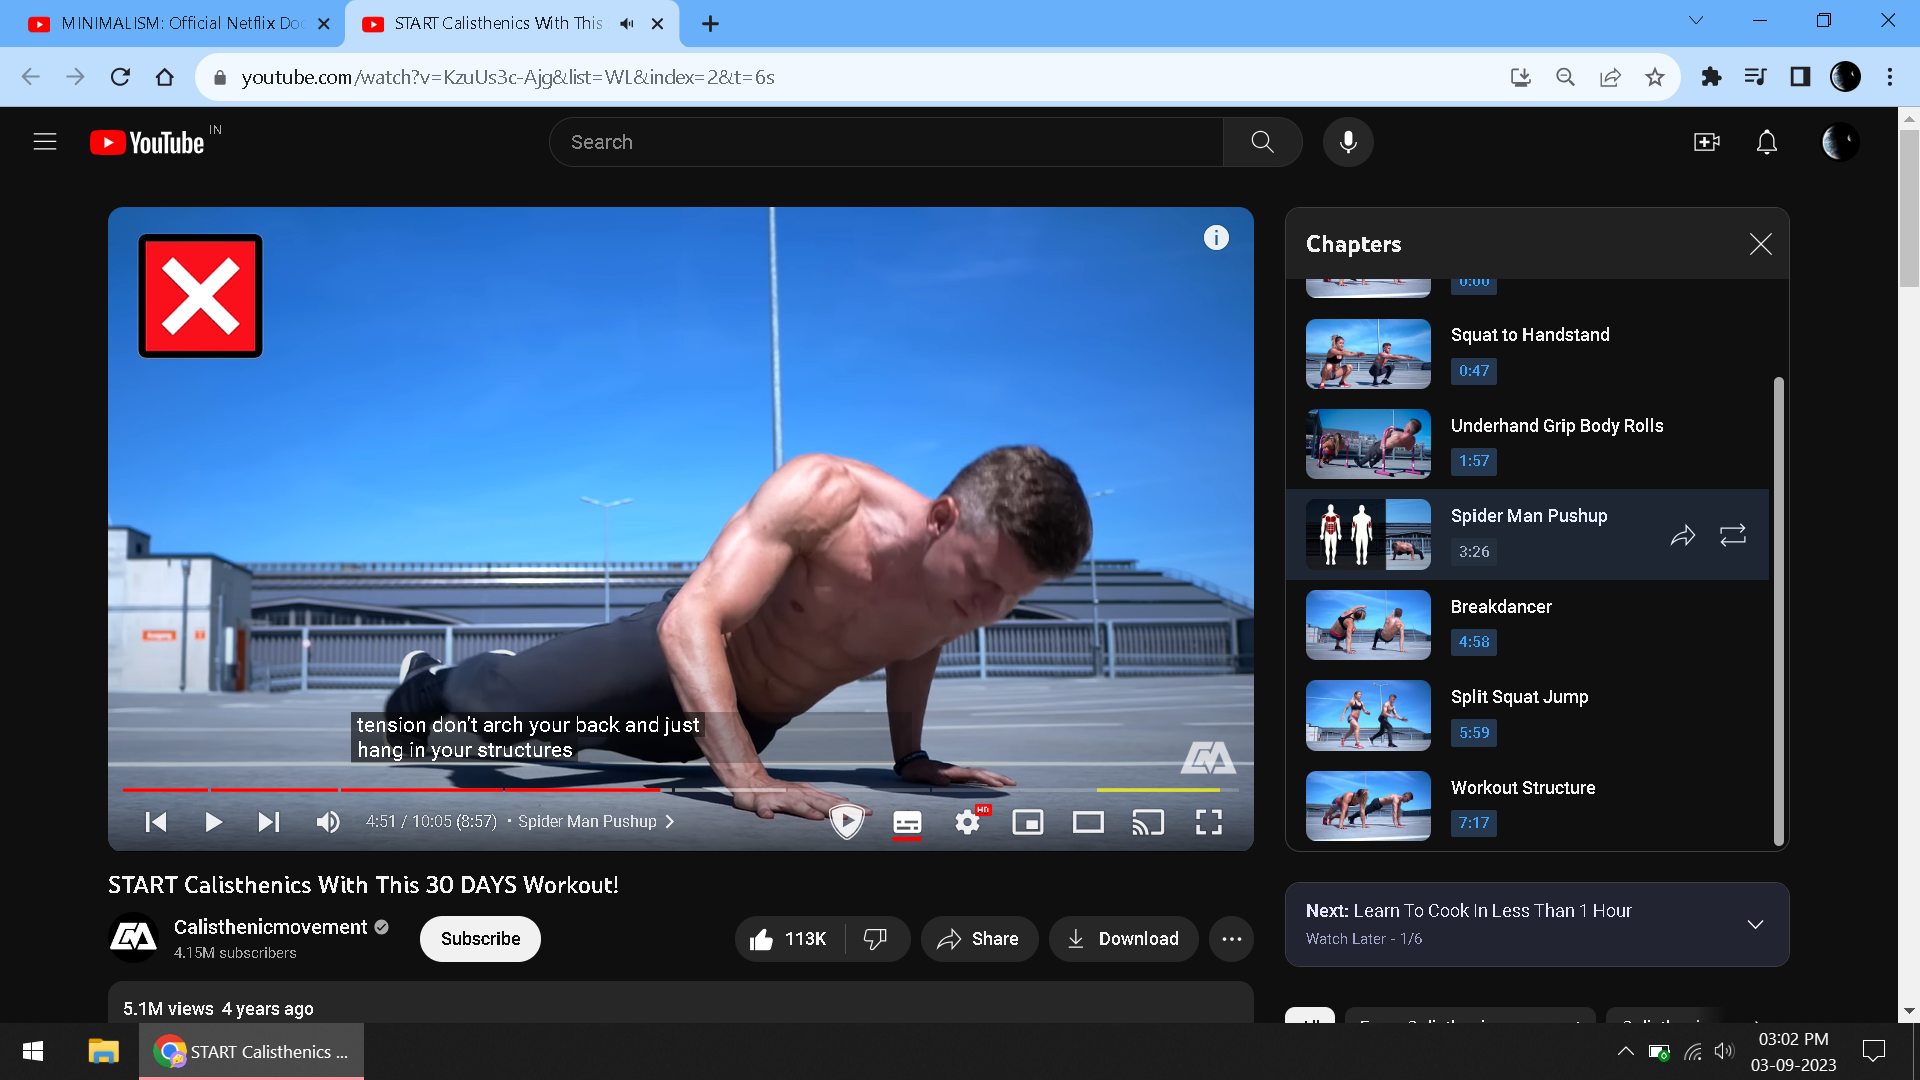 MINIMALISM: Official Netflix Do
START Calisthenics With This
youtube.com/watch?v=KzuUs3c-Ajg&list=WL&index=2&t=6s
YouTube IN
Search
Chapters
0:00
Squat to Handstand
0:47
Underhand Grip Body Rolls
1:57
Spider Man Pushup
3:26
Breakdancer
4:58
Split Squat Jump
5:59
Workout Structure
7:17
tension don't arch your back and just
hang in your structures
4:51 / 10:05 (8:57) • Spider Man Pushup
HD
START Calisthenics With This 30 DAYS Workout!
Calisthenicmovement
4.15M subscribers
Subscribe
113K
Share
Download
Next: Learn To Cook In Less Than 1 Hour
Watch Later - 1/6
5.1M views 4 years ago
All
START Calisthenics ...
03:02 PM
03-09-2023